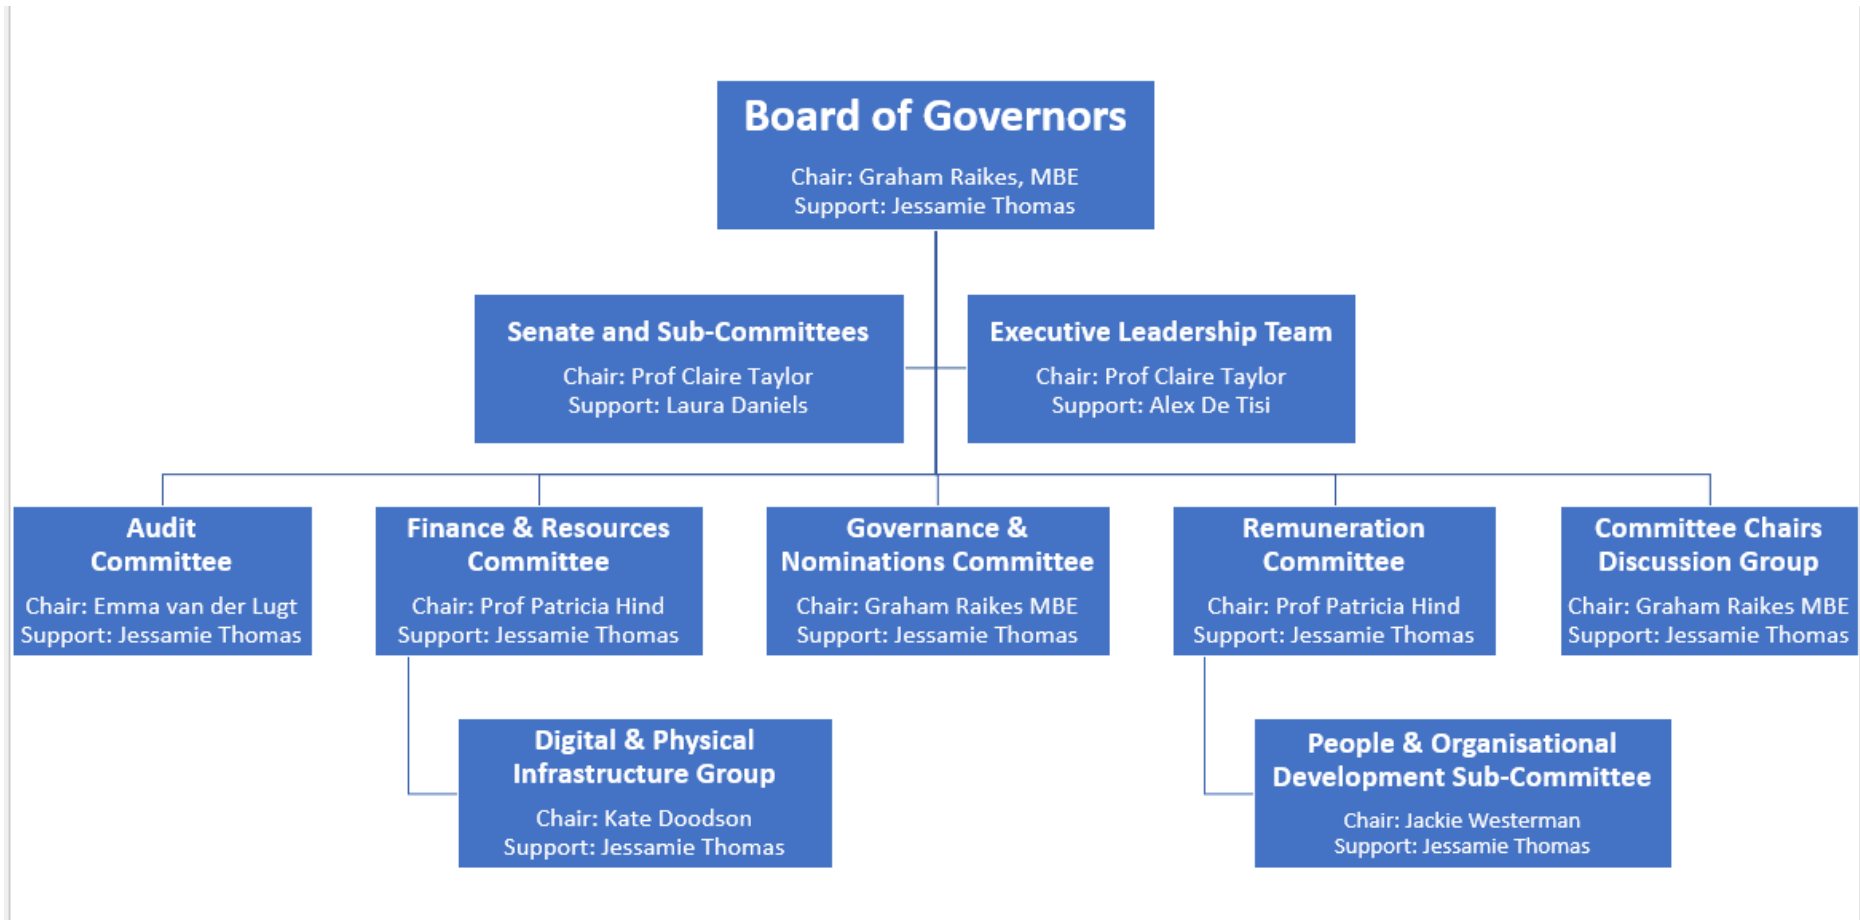 Board of Governors
Chair: Graham Raikes, MBE
Support: Jessamie Thomas
Senate and Sub-Committees
Chair: Prof Claire Taylor
Support: Laura Daniels
Executive Leadership Team
Chair: Prof Claire Taylor
Support: Alex De Tisi
Audit
Committee
Chair: Emma van der Lugt
Support: Jessamie Thomas
Finance & Resources
Committee
Chair: Prof Patricia Hind
Support: Jessamie Thomas
Governance &
Nominations Committee
Chair: Graham Raikes MBE
Support: Jessamie Thomas
Remuneration
Committee
Chair: Prof Patricia Hind
Support: Jessamie Thomas
Committee Chairs
Discussion Group
Chair: Graham Raikes MBE
Support: Jessamie Thomas
Digital & Physical
Infrastructure Group
Chair: Kate Doodson
Support: Jessamie Thomas
People & Organisational
Development Sub-Committee
Chair: Jackie Westerman
Support: Jessamie Thomas